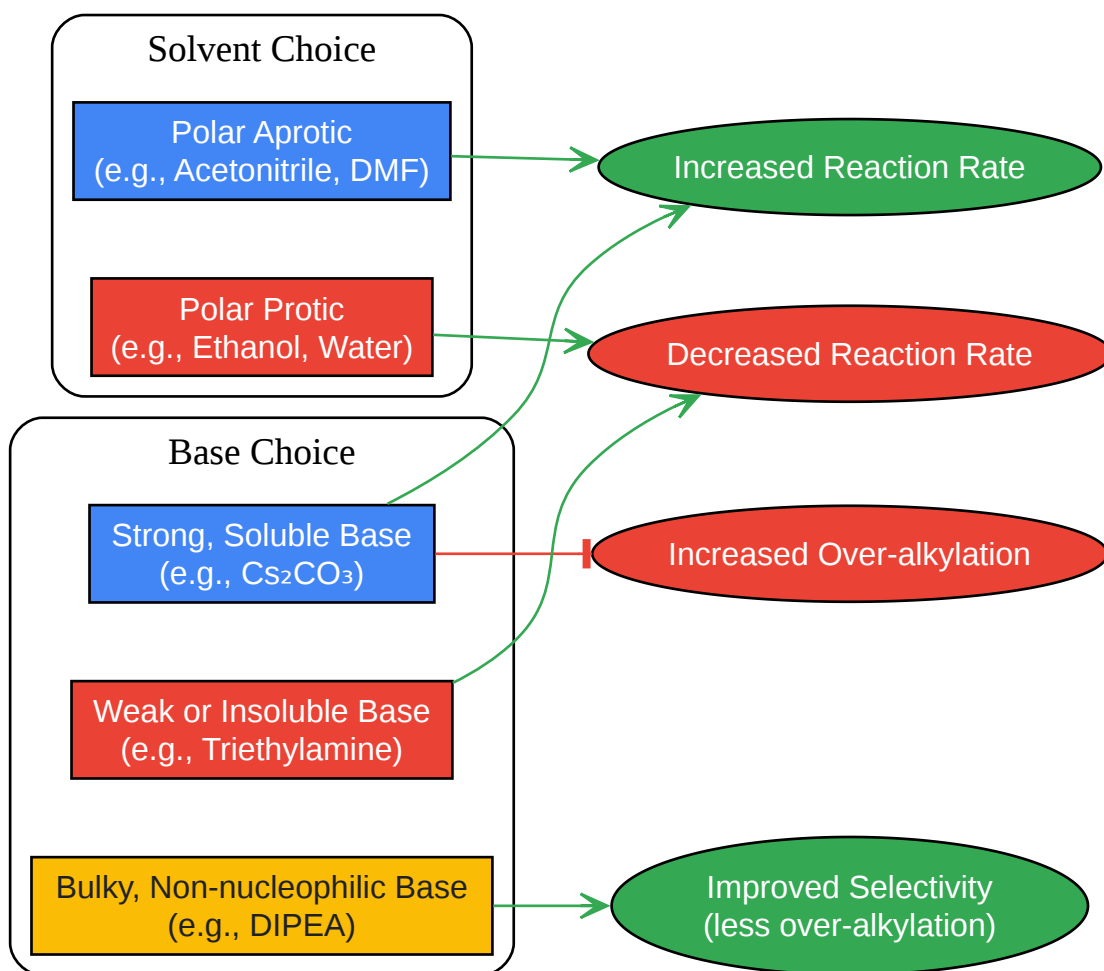 Solvent Choice
Polar Aprotic
(e.g., Acetonitrile, DMF)
Increased Reaction Rate
Polar Protic
(e.g., Ethanol, Water)
Decreased Reaction Rate
Base Choice
Strong, Soluble Base
(e.g., Cs₂CO₃)
Increased Over-alkylation
Weak or Insoluble Base
(e.g., Triethylamine)
Bulky, Non-nucleophilic Base
(e.g., DIPEA)
Improved Selectivity
(less over-alkylation)